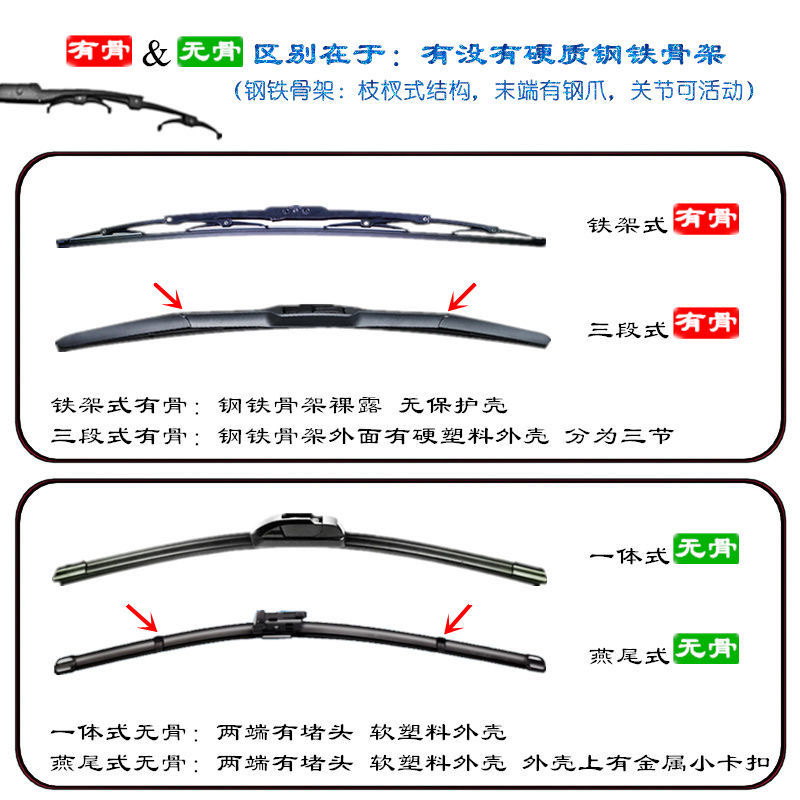 有骨 & 无骨 区别在于：有没有硬质钢铁骨架
（钢铁骨架：枝杈式结构，末端有钢爪，关节可活动）
铁架式 有骨
三段式 有骨
铁架式有骨：钢铁骨架裸露 无保护壳
三段式有骨：钢铁骨架外面有硬塑料外壳 分为三节
一体式 无骨
燕尾式 无骨
一体式无骨：两端有堵头 软塑料外壳
燕尾式无骨：两端有堵头 软塑料外壳 外壳上有金属小卡扣